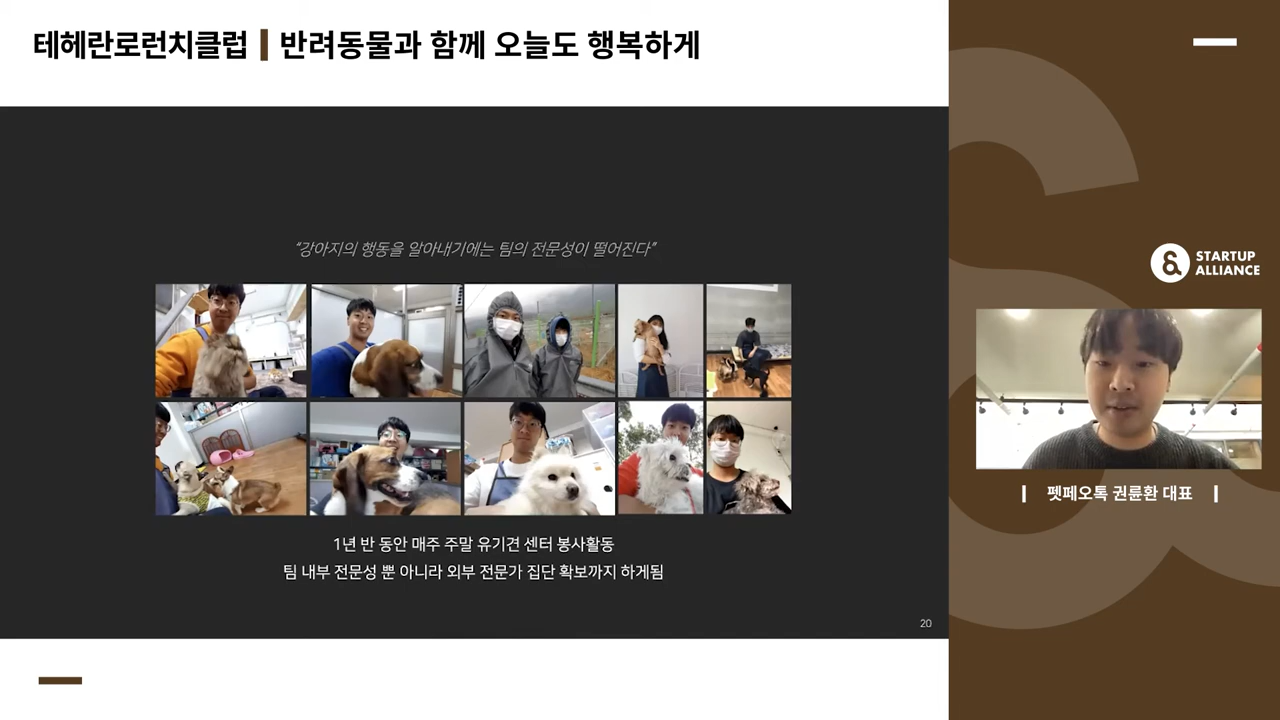 테헤란로런치클럽 | 반려동물과 함께 오늘도 행복하게
“강아지의 행동을 알아내기에는 팀의 전문성이 떨어진다”
1년 반 동안 매주 주말 유기견 센터 봉사활동
팀 내부 전문성 뿐 아니라 외부 전문가 집단 확보까지 하게됨
20
STARTUP
ALLIANCE
| 펫페오톡 권륜환 대표 |